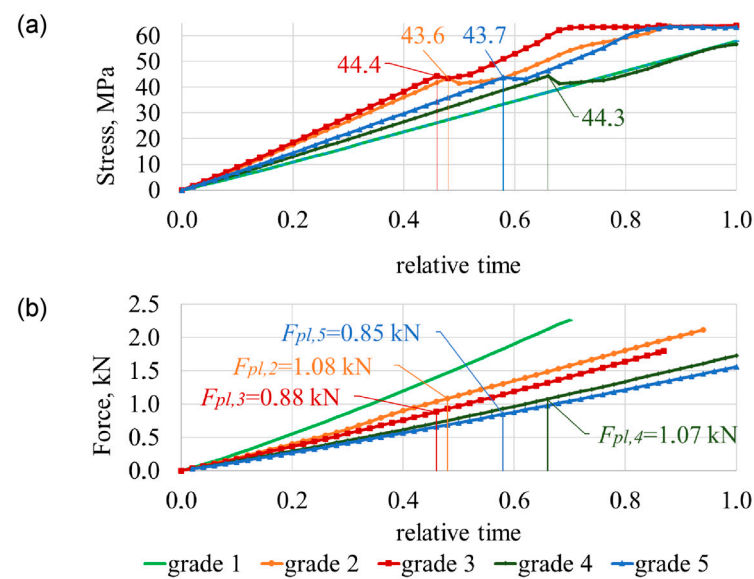 (a)
Stress, MPa
60
50
40
30
20
10
0
43.6
43.7
44.4
44.3
0.0 0.2 0.4 0.6 0.8 1.0
relative time
(b)
Force, kN
2.5
2.0
1.5
1.0
0.5
0.0
Fpl,5=0.85 kN
Fpl,2=1.08 kN
Fpl,3=0.88 kN
Fpl,4=1.07 kN
0.0 0.2 0.4 0.6 0.8 1.0
relative time
grade 1 grade 2 grade 3 grade 4 grade 5